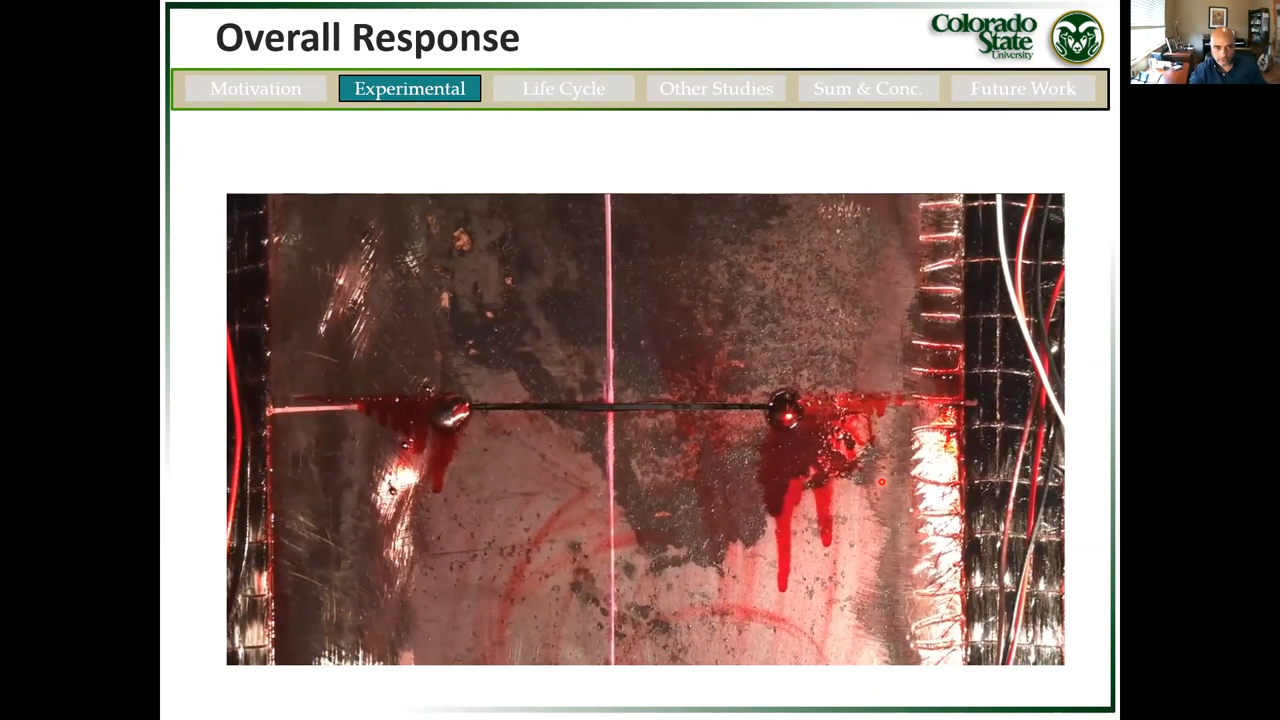 Overall Response
Colorado
State
University
Motivation
Experimental
Life Cycle
Other Studies
Sum & Conc.
Future Work